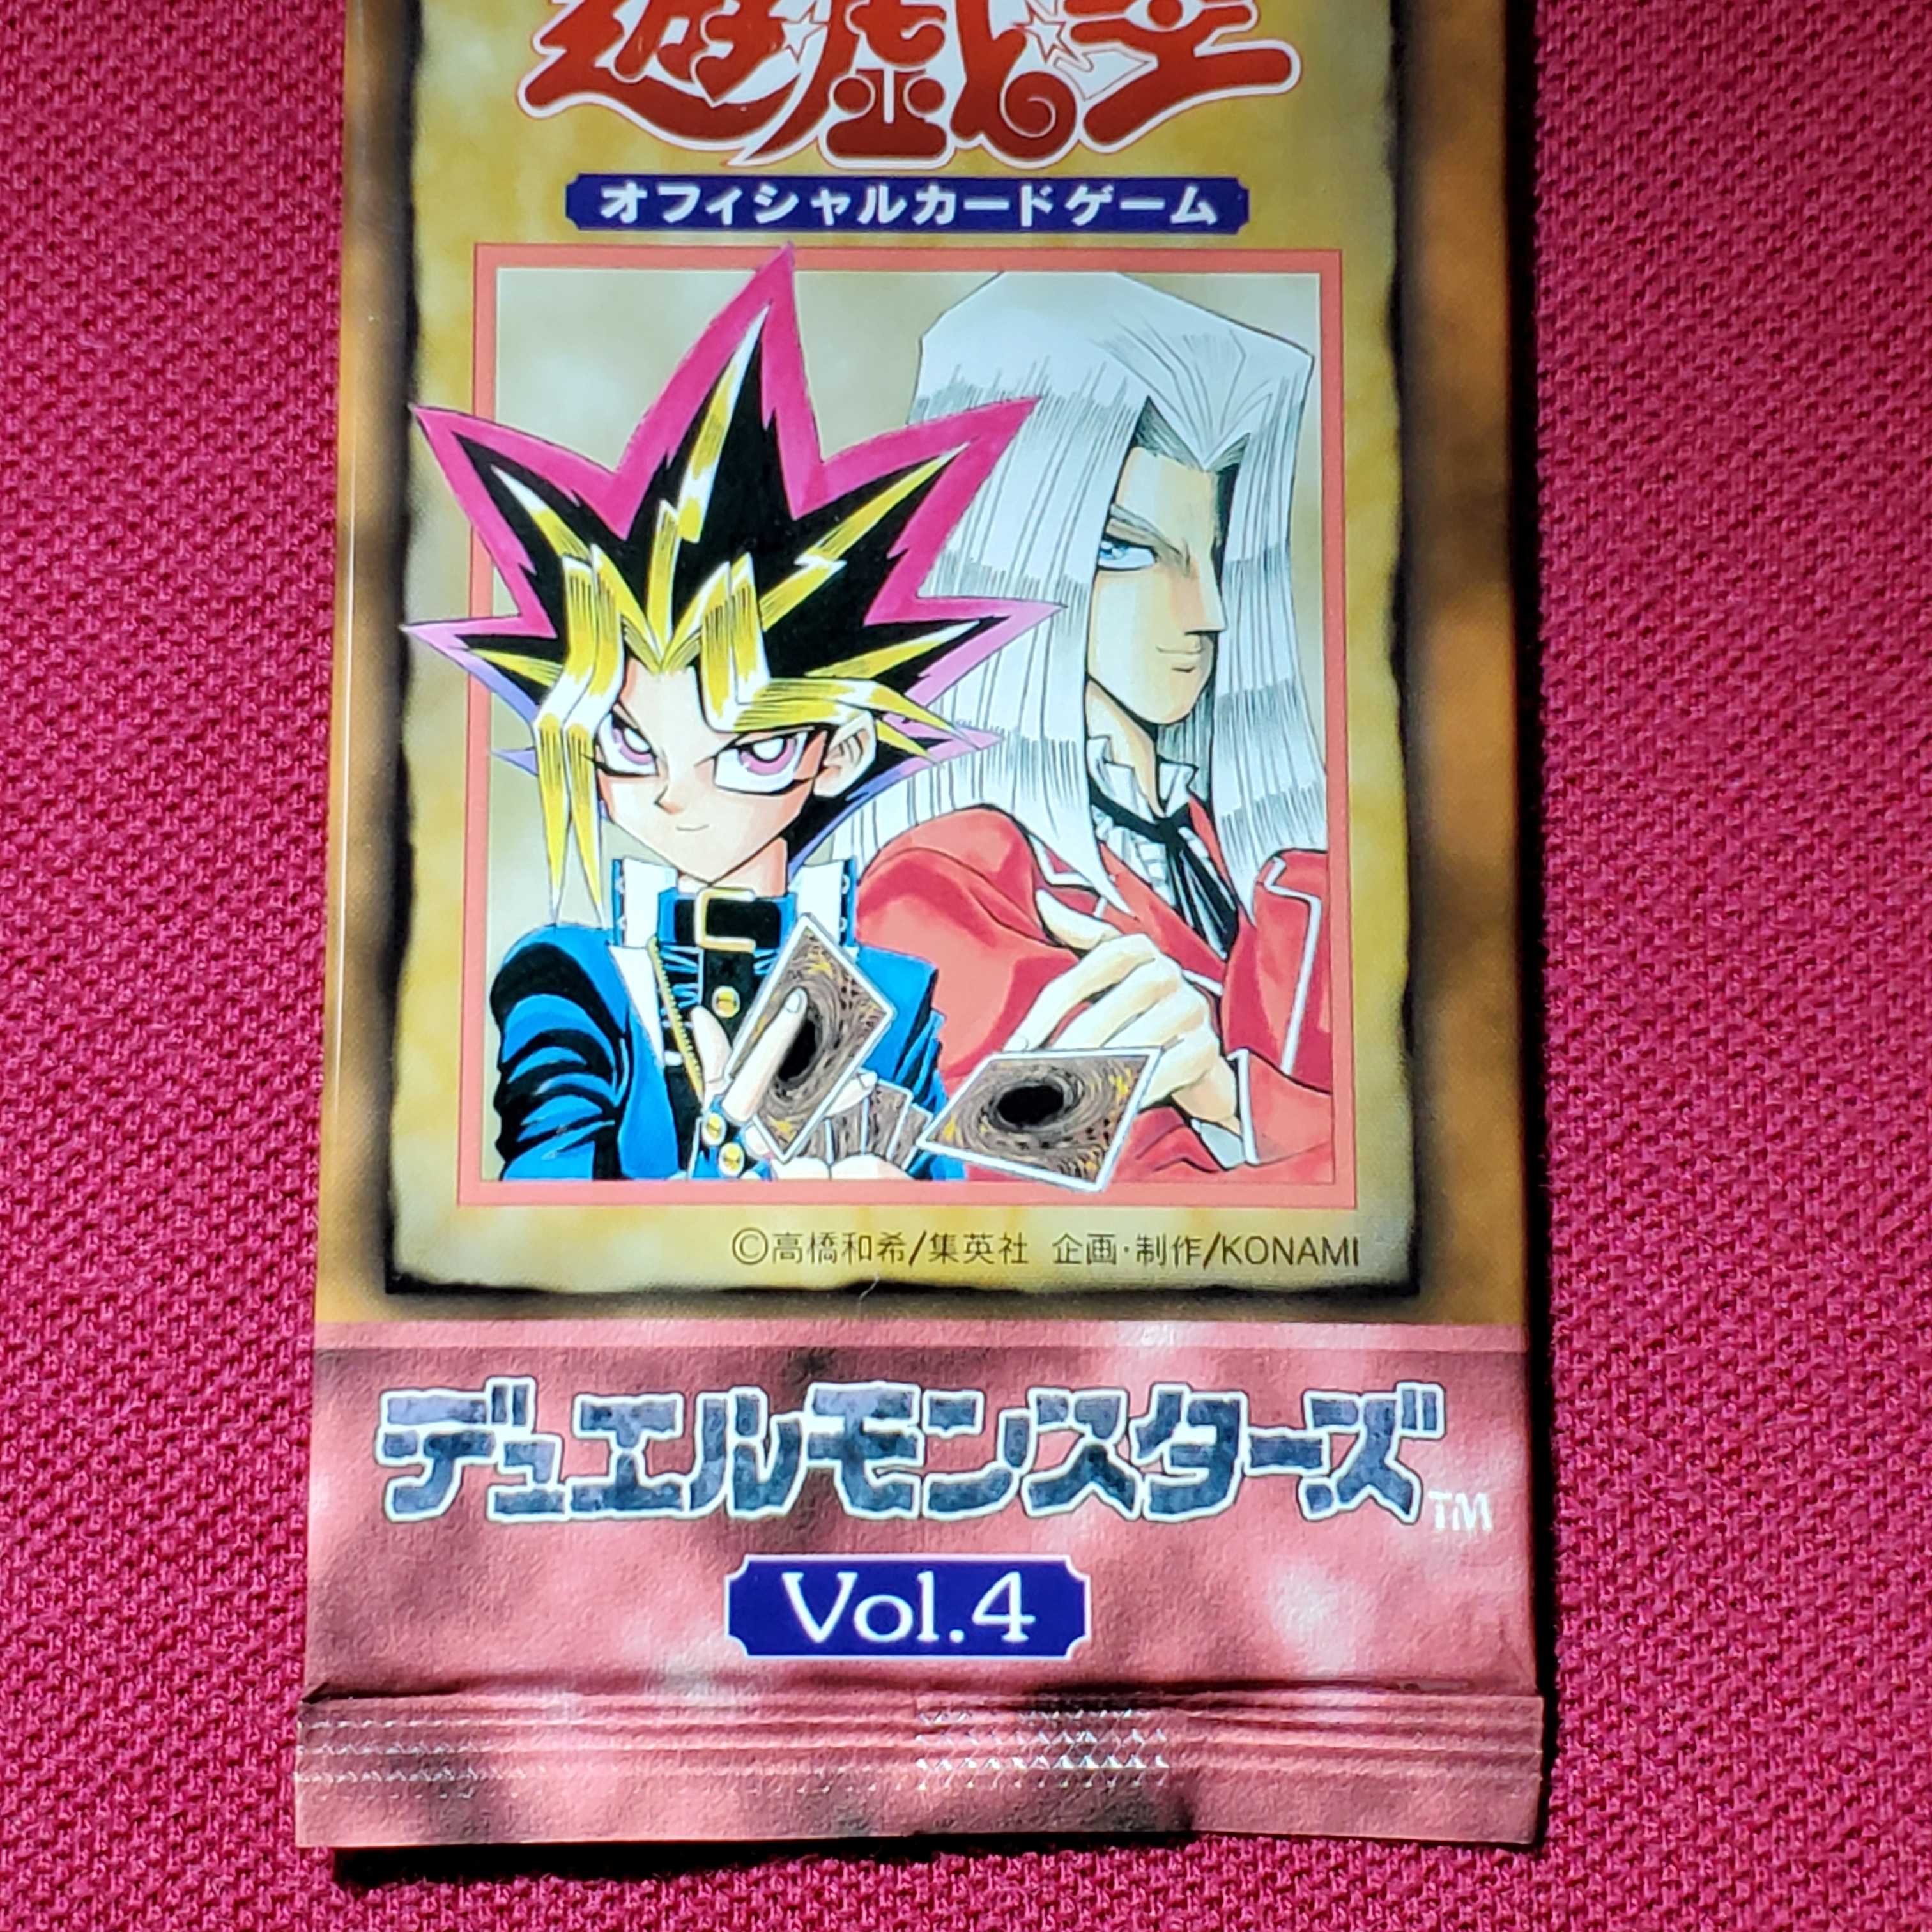 遊戯王
オフィシャルカードゲーム
©高橋和希/集英社 企画・制作/KONAMI
デュエルモンスターズ™
Vol.4